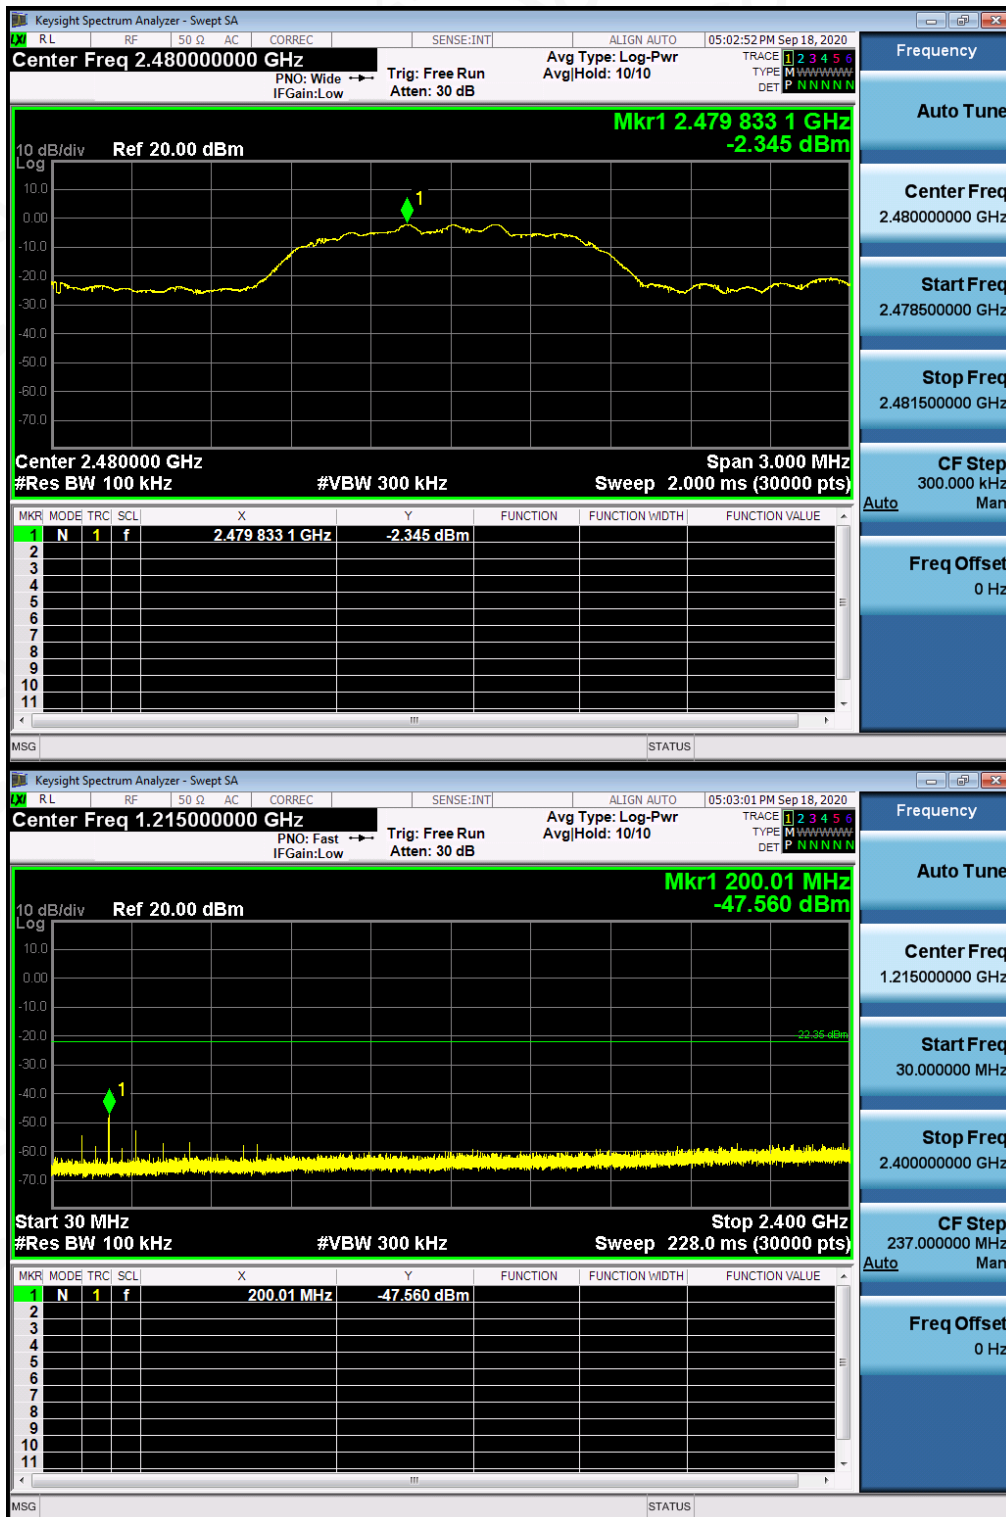 Keysight Spectrum Analyzer - Swept SA
LXI RL RF 50 Ω AC CORREC SENSE:INT ALIGN AUTO 05:02:52 PM Sep 18, 2020
Center Freq 2.480000000 GHz
PNO: Wide
IFGain:Low
Trig: Free Run
Atten: 30 dB
Avg Type: Log-Pwr
Avg|Hold: 10/10
TRACE 1 2 3 4 5 6
TYPE M WWWWW
DET P N N N N N
Mkr1 2.479 833 1 GHz
-2.345 dBm
10 dB/div Ref 20.00 dBm
Log
10.0
0.00
-10.0
-20.0
-30.0
-40.0
-50.0
-60.0
-70.0
1
Center 2.480000 GHz Span 3.000 MHz
#Res BW 100 kHz #VBW 300 kHz Sweep 2.000 ms (30000 pts)
MKR MODE TRC SCL X Y FUNCTION FUNCTION WIDTH FUNCTION VALUE
1 N 1 f 2.479 833 1 GHz -2.345 dBm
2
3
4
5
6
7
8
9
10
11
MSG STATUS
Frequency
Auto Tune
Center Freq
2.480000000 GHz
Start Freq
2.478500000 GHz
Stop Freq
2.481500000 GHz
CF Step
300.000 kHz
Auto Man
Freq Offset
0 Hz
Keysight Spectrum Analyzer - Swept SA
LXI RL RF 50 Ω AC CORREC SENSE:INT ALIGN AUTO 05:03:01 PM Sep 18, 2020
Center Freq 1.215000000 GHz
PNO: Fast
IFGain:Low
Trig: Free Run
Atten: 30 dB
Avg Type: Log-Pwr
Avg|Hold: 10/10
TRACE 1 2 3 4 5 6
TYPE M WWWWW
DET P N N N N N
Mkr1 200.01 MHz
-47.560 dBm
10 dB/div Ref 20.00 dBm
Log
10.0
0.00
-10.0
-20.0
-30.0
-40.0
-50.0
-60.0
-70.0
-22.35 dBm
1
Start 30 MHz Stop 2.400 GHz
#Res BW 100 kHz #VBW 300 kHz Sweep 228.0 ms (30000 pts)
MKR MODE TRC SCL X Y FUNCTION FUNCTION WIDTH FUNCTION VALUE
1 N 1 f 200.01 MHz -47.560 dBm
2
3
4
5
6
7
8
9
10
11
MSG STATUS
Frequency
Auto Tune
Center Freq
1.215000000 GHz
Start Freq
30.000000 MHz
Stop Freq
2.400000000 GHz
CF Step
237.000000 MHz
Auto Man
Freq Offset
0 Hz